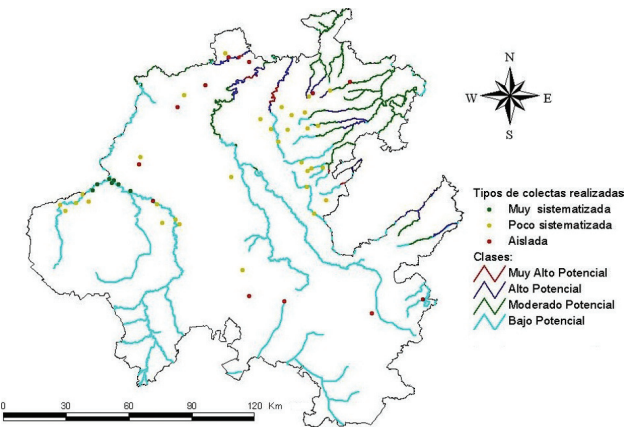 N
W E
S
Tipos de colectas realizadas
Muy sistematizada
Poco sistematizada
Aislada
Clases:
Muy Alto Potencial
Alto Potencial
Moderado Potencial
Bajo Potencial
0 30 60 90 120 Km